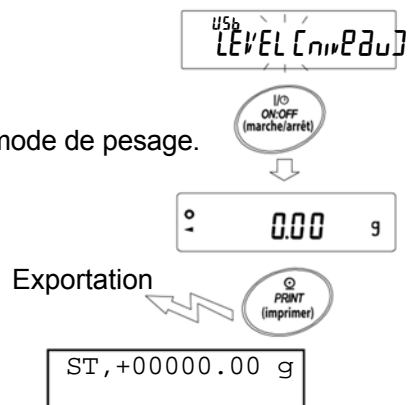 USb
LEVEL [niveau]
I/⏻
ON:OFF
(marche/arrêt)
mode de pesage.
0.00 g
Exportation
PRINT
(imprimer)
ST,+00000.00 g